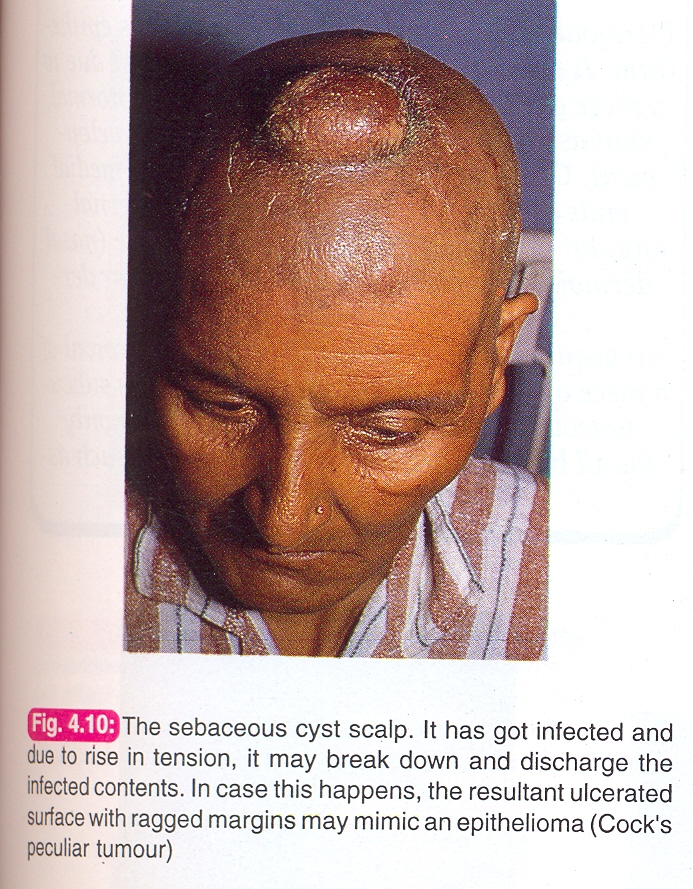 Fig. 4.10: The sebaceous cyst scalp. It has got infected and
due to rise in tension, it may break down and discharge the
infected contents. In case this happens, the resultant ulcerated
surface with ragged margins may mimic an epithelioma (Cock's
peculiar tumour)